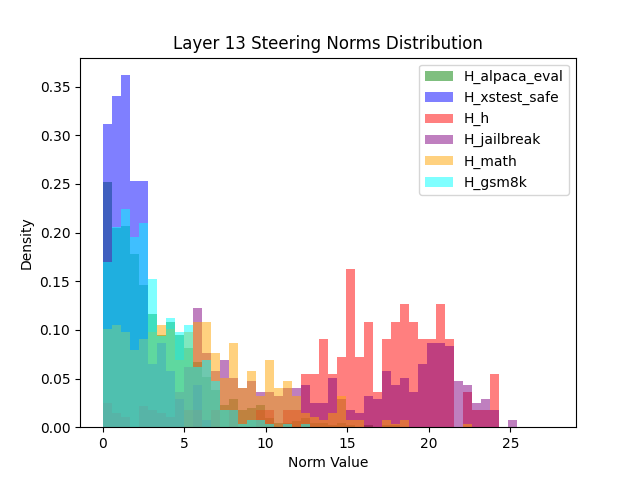 Layer 13 Steering Norms Distribution
H_alpaca_eval
H_xstest_safe
H_h
H_jailbreak
H_math
H_gsm8k
Density
0.35
0.30
0.25
0.20
0.15
0.10
0.05
0.00
0 5 10 15 20 25
Norm Value